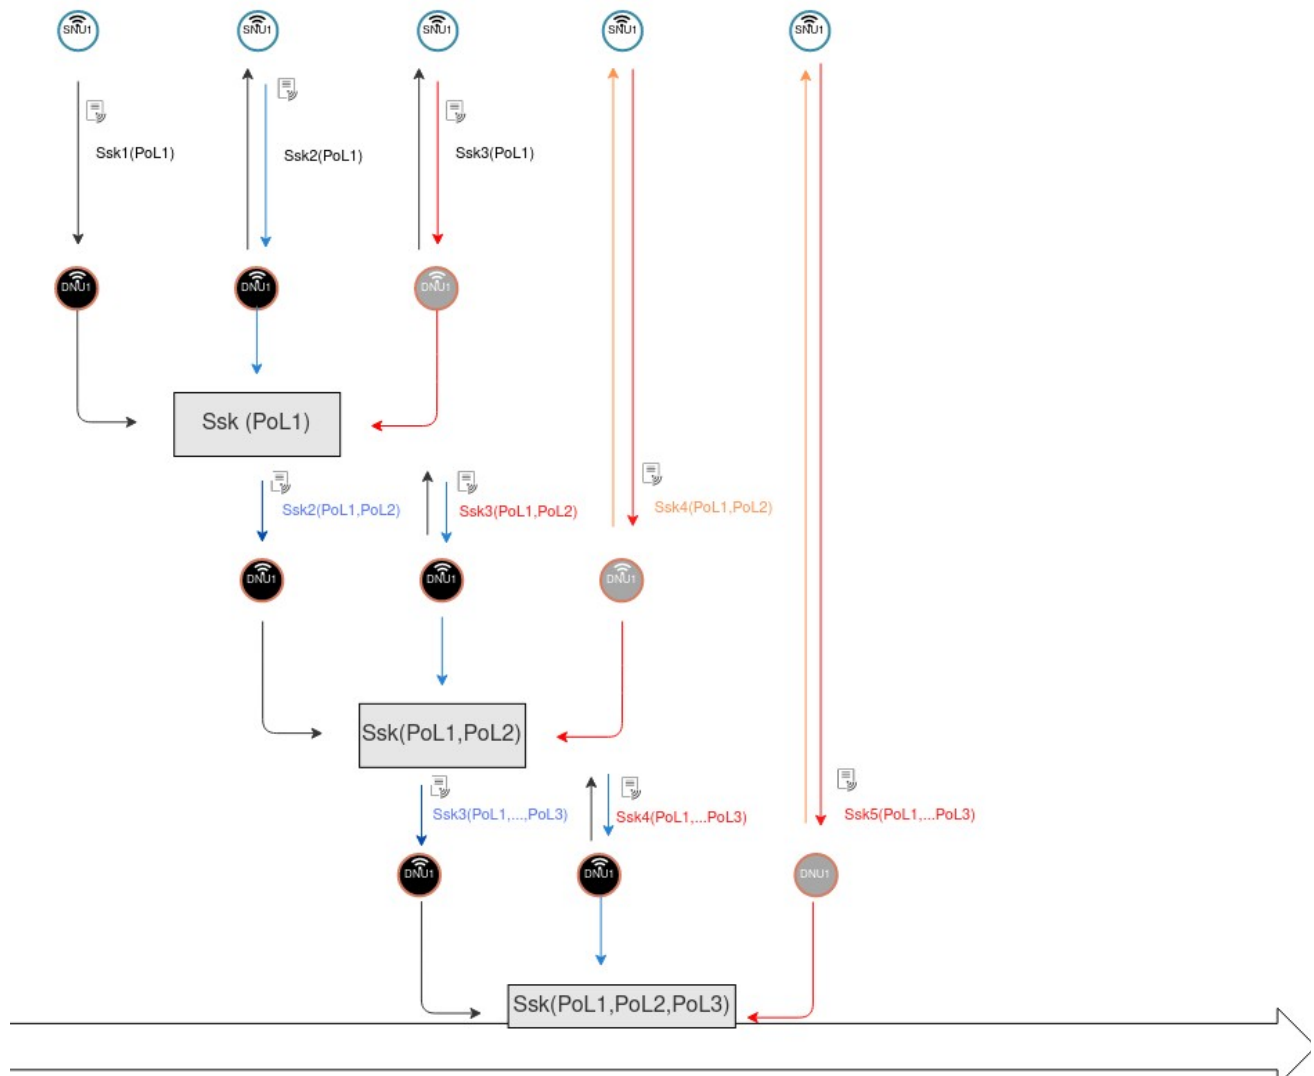 SNU1
SNU1
SNU1
SNU1
SNU1
Ssk1(PoL1)
Ssk2(PoL1)
Ssk3(PoL1)
DNU1
DNU1
DNU1
Ssk (PoL1)
Ssk2(PoL1,PoL2)
Ssk3(PoL1,PoL2)
Ssk4(PoL1,PoL2)
DNU1
DNU1
DNU1
Ssk(PoL1,PoL2)
Ssk3(PoL1,...,PoL3)
Ssk4(PoL1,...PoL3)
Ssk5(PoL1,...PoL3)
DNU1
DNU1
DNU1
Ssk(PoL1,PoL2,PoL3)